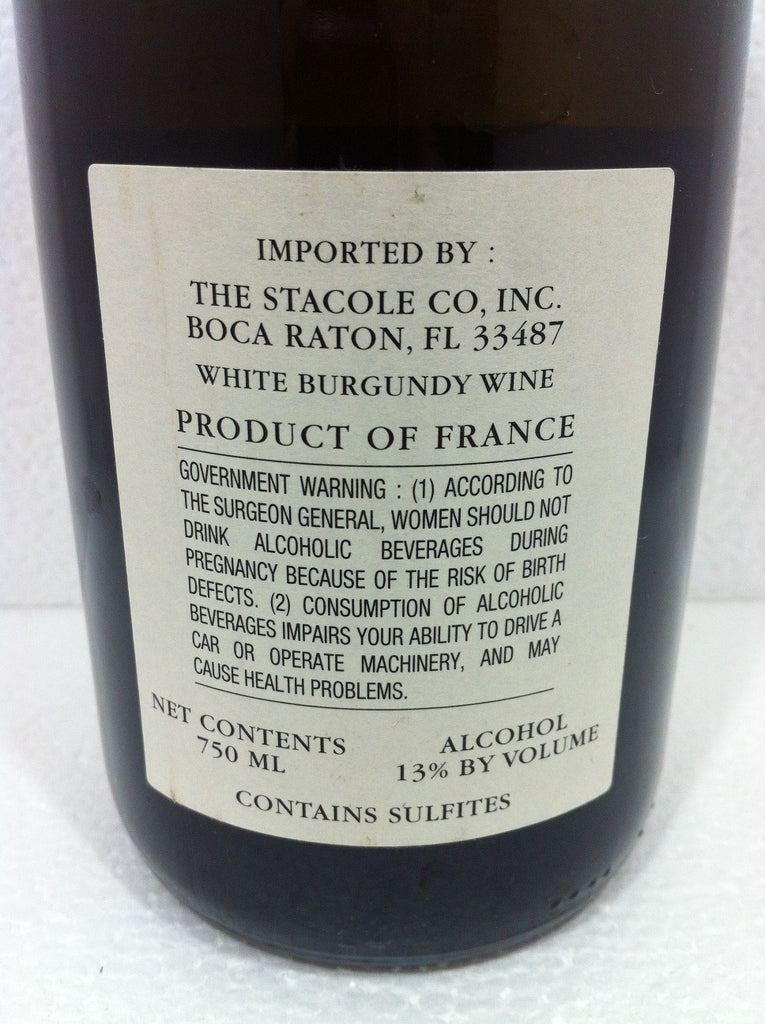 IMPORTED BY :
THE STACOLE CO, INC.
BOCA RATON, FL 33487
WHITE BURGUNDY WINE
PRODUCT OF FRANCE
GOVERNMENT WARNING : (1) ACCORDING TO
THE SURGEON GENERAL, WOMEN SHOULD NOT
DRINK ALCOHOLIC BEVERAGES DURING
PREGNANCY BECAUSE OF THE RISK OF BIRTH
DEFECTS. (2) CONSUMPTION OF ALCOHOLIC
BEVERAGES IMPAIRS YOUR ABILITY TO DRIVE A
CAR OR OPERATE MACHINERY, AND MAY
CAUSE HEALTH PROBLEMS.
NET CONTENTS
750 ML
ALCOHOL
13% BY VOLUME
CONTAINS SULFITES